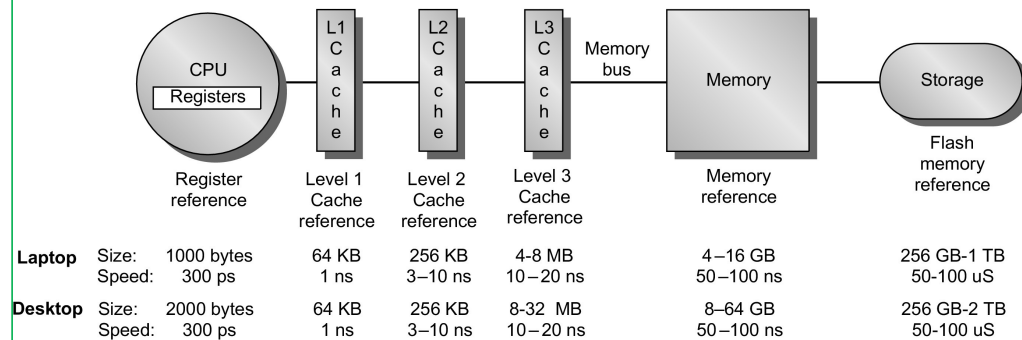 CPU
Registers
L1
C
a
c
h
e
L2
C
a
c
h
e
L3
C
a
c
h
e
Memory
bus
Memory
Storage
Register
reference
Level 1
Cache
reference
Level 2
Cache
reference
Level 3
Cache
reference
Memory
reference
Flash
memory
reference
Laptop Size: 1000 bytes 64 KB 256 KB 4-8 MB 4–16 GB 256 GB-1 TB
Speed: 300 ps 1 ns 3–10 ns 10–20 ns 50–100 ns 50-100 uS
Desktop Size: 2000 bytes 64 KB 256 KB 8-32 MB 8–64 GB 256 GB-2 TB
Speed: 300 ps 1 ns 3–10 ns 10–20 ns 50–100 ns 50-100 uS